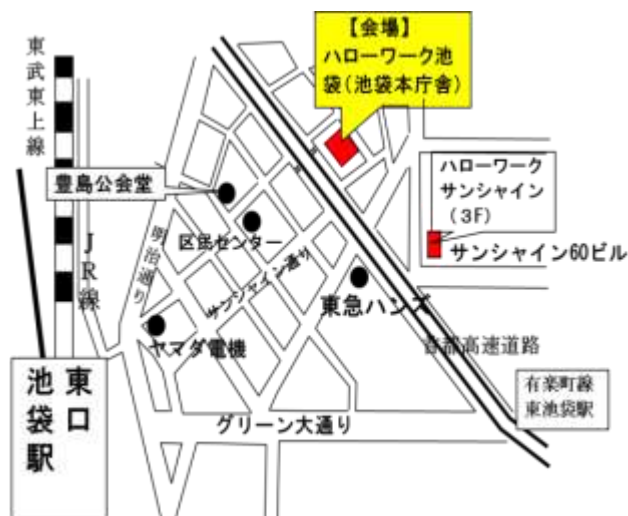 【会場】
ハローワーク池
袋(池袋本庁舎)
東武東上線
豊島公会堂
ハローワーク
サンシャイン
(3F)
区民センター
サンシャイン60ビル
明治通り
JR線
サンシャイン通り
東急ハンズ
ヤマダ電機
首都高速道路
東口
池袋駅
有楽町線
東池袋駅
グリーン大通り